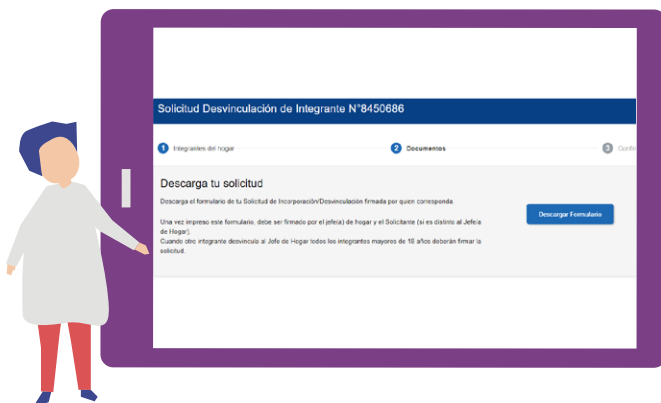 Solicitud Desvinculación de Integrante N°8450686
1 Integrantes del hogar 2 Documentos 3 Confi
Descarga tu solicitud
Descarga el formulario de tu Solicitud de Incorporación/Desvinculación firmada por quien corresponda.
Una vez impreso este formulario, debe ser firmado por el jefe(a) de hogar y el Solicitante (si es distinto al Jefe/a
de Hogar).
Cuando otro integrante desvincula al Jefe de Hogar todos los integrantes mayores de 18 años deberán firmar la
solicitud.
Descargar Formulario